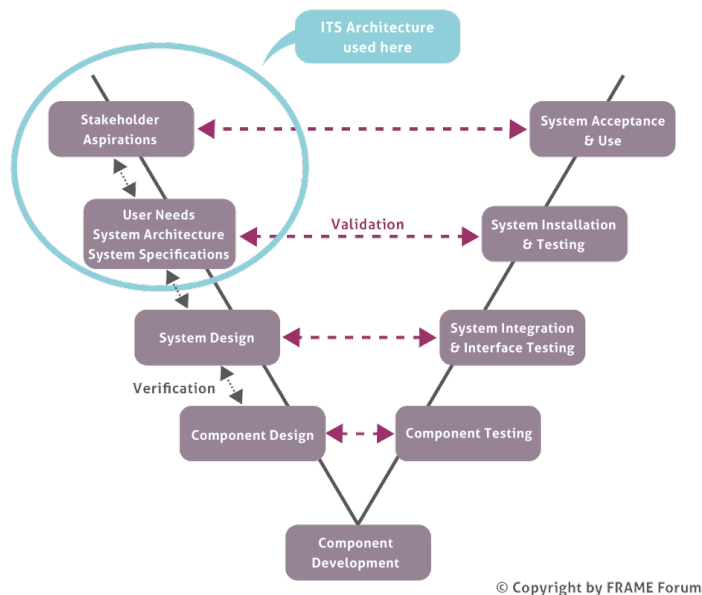 ITS Architecture
used here
Stakeholder
Aspirations
System Acceptance
& Use
User Needs
System Architecture
System Specifications
Validation
System Installation
& Testing
System Design
System Integration
& Interface Testing
Verification
Component Design
Component Testing
Component
Development
© Copyright by FRAME Forum